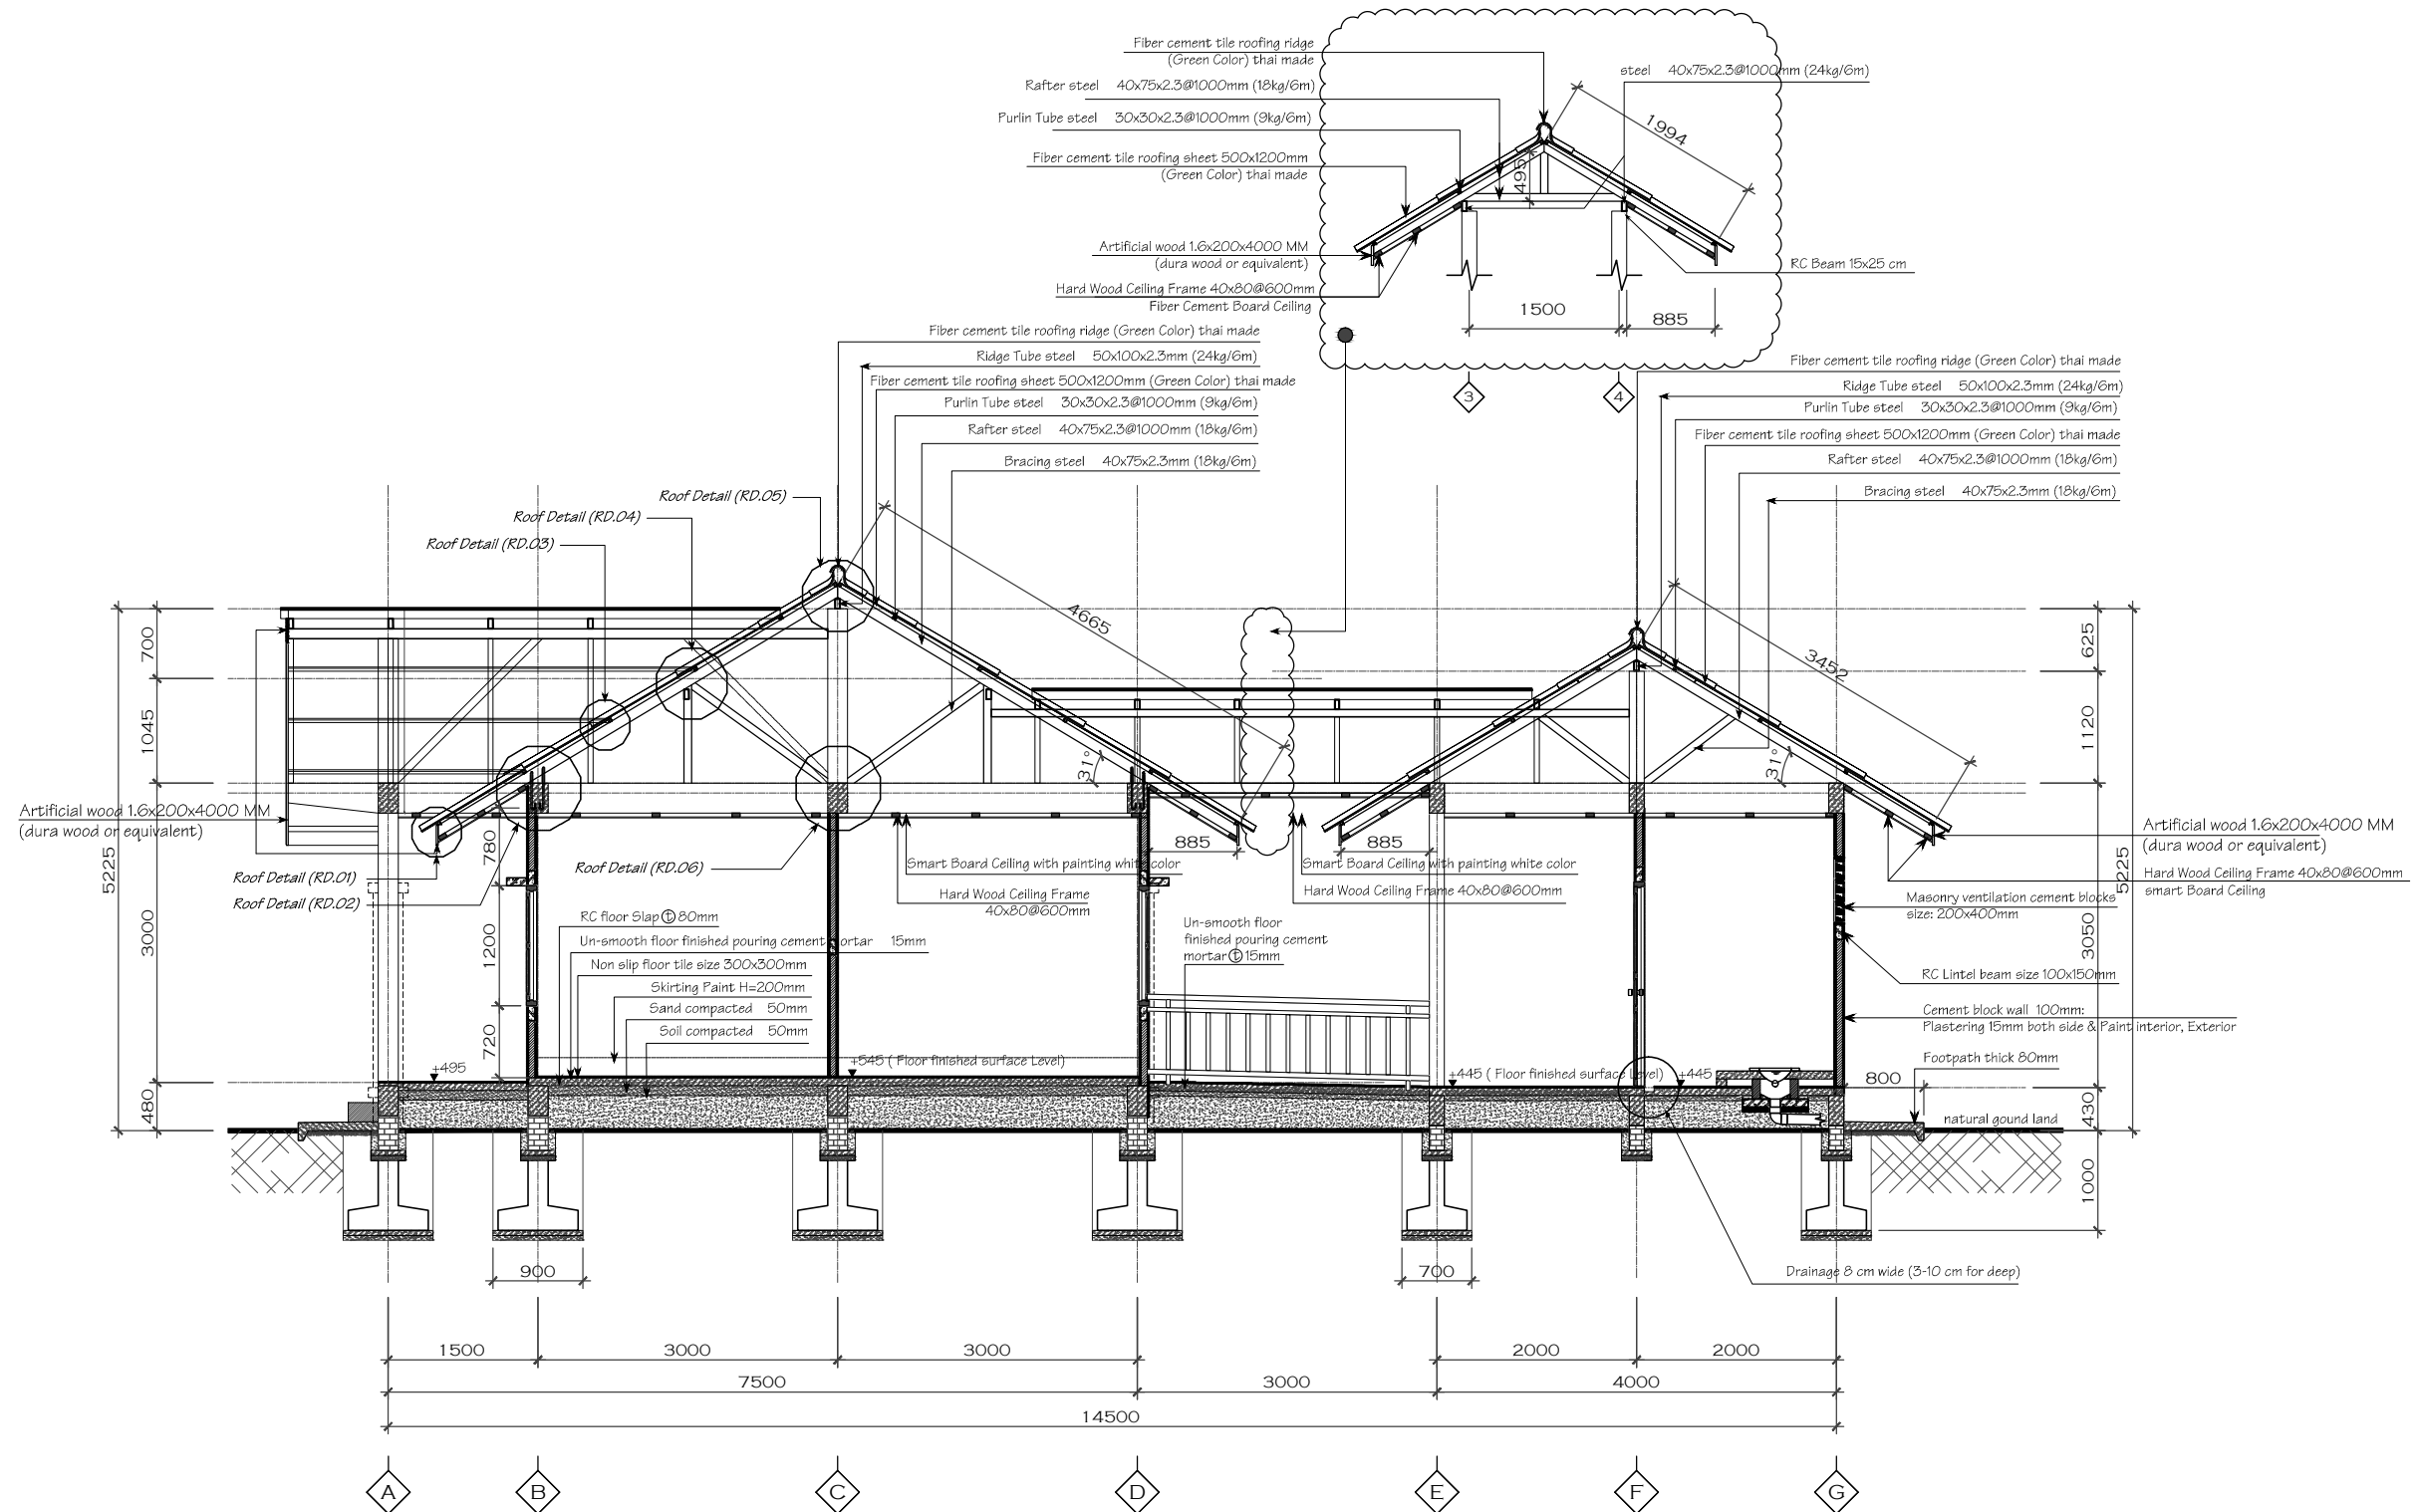 Fiber cement tile roofing ridge
(Green Color) thai made
steel 40x75x2.3@1000mm (24kg/6m)
Rafter steel 40x75x2.3@1000mm (18kg/6m)
Purlin Tube steel 30x30x2.3@1000mm (9kg/6m)
1994
Fiber cement tile roofing sheet 500x1200mm
(Green Color) thai made
495
Artificial wood 1.6x200x4000 MM
(dura wood or equivalent)
RC Beam 15x25 cm
Hard Wood Ceiling Frame 40x80@600mm
Fiber Cement Board Ceiling
1500
885
3
4
Fiber cement tile roofing ridge (Green Color) thai made
Ridge Tube steel 50x100x2.3mm (24kg/6m)
Fiber cement tile roofing sheet 500x1200mm (Green Color) thai made
Purlin Tube steel 30x30x2.3@1000mm (9kg/6m)
Rafter steel 40x75x2.3@1000mm (18kg/6m)
Bracing steel 40x75x2.3mm (18kg/6m)
Fiber cement tile roofing ridge (Green Color) thai made
Ridge Tube steel 50x100x2.3mm (24kg/6m)
Purlin Tube steel 30x30x2.3@1000mm (9kg/6m)
Fiber cement tile roofing sheet 500x1200mm (Green Color) thai made
Rafter steel 40x75x2.3@1000mm (18kg/6m)
Bracing steel 40x75x2.3mm (18kg/6m)
Roof Detail (RD.05)
Roof Detail (RD.04)
Roof Detail (RD.03)
4665
3452
700
1045
3000
480
5225
31°
31°
625
1120
3050
430
1000
5225
Artificial wood 1.6x200x4000 MM
(dura wood or equivalent)
Roof Detail (RD.01)
Roof Detail (RD.02)
780
1200
720
Roof Detail (RD.06)
885
885
Smart Board Ceiling with painting white color
Hard Wood Ceiling Frame
40x80@600mm
Smart Board Ceiling with painting white color
Hard Wood Ceiling Frame 40x80@600mm
Artificial wood 1.6x200x4000 MM
(dura wood or equivalent)
Hard Wood Ceiling Frame 40x80@600mm
smart Board Ceiling
Masonry ventilation cement blocks
size: 200x400mm
RC Lintel beam size 100x150mm
Cement block wall 100mm:
Plastering 15mm both side & Paint interior, Exterior
Footpath thick 80mm
800
natural gound land
RC floor Slap t 80mm
Un-smooth floor finished pouring cement mortar 15mm
Non slip floor tile size 300x300mm
Skirting Paint H=200mm
Sand compacted 50mm
Soil compacted 50mm
Un-smooth floor
finished pouring cement
mortar t 15mm
+495
+545 ( Floor finished surface Level)
+445 ( Floor finished surface Level)
+445
900
700
Drainage 8 cm wide (3-10 cm for deep)
1500
3000
3000
2000
2000
7500
3000
4000
14500
A
B
C
D
E
F
G